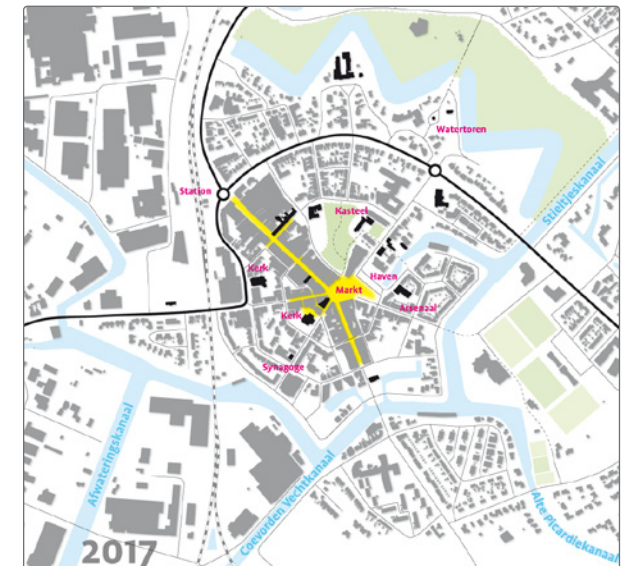 Watertoren
Station
Stieltjeskanaal
Kasteel
Kerk
Haven
Markt
Arsenaal
Kerk
Synagoge
Afwateringskanaal
Coevorden Vechtkanaal
Alte Picardiekanaal
2017